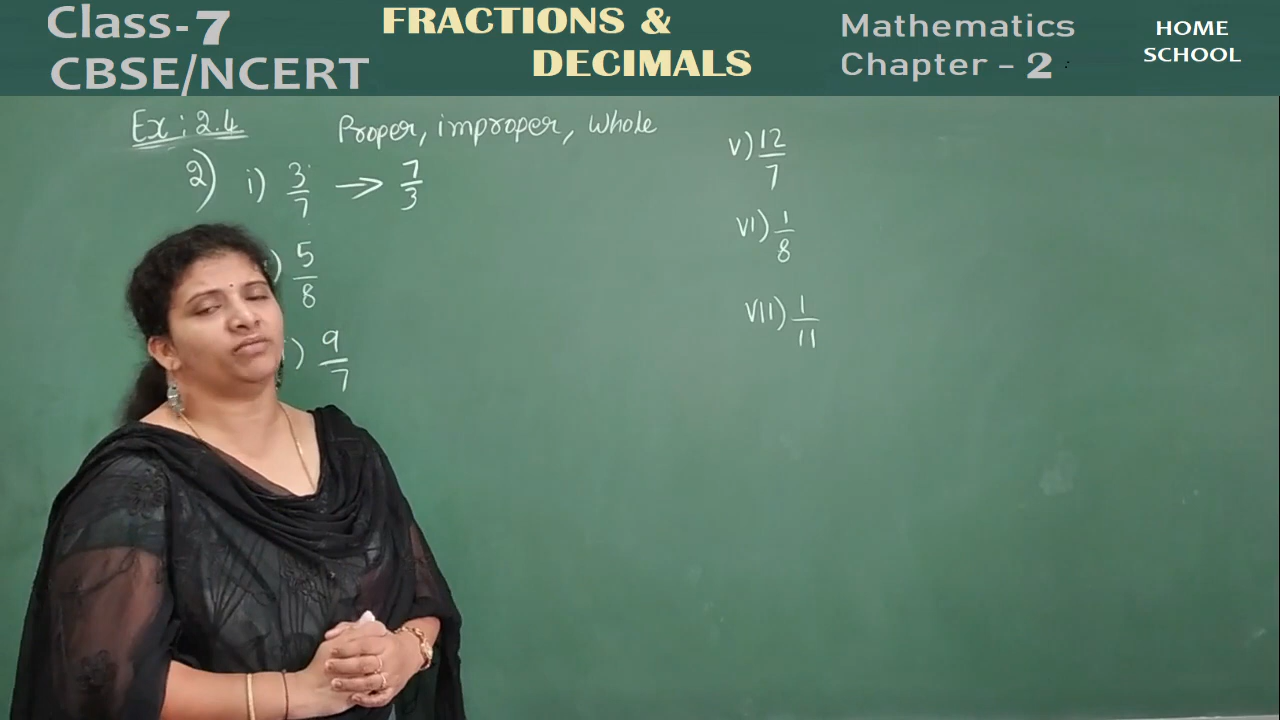 Class-7
CBSE/NCERT
FRACTIONS &
DECIMALS
Mathematics
Chapter - 2
HOME
SCHOOL
Ex: 2.4
Proper, improper, Whole
2) i) 3/7 → 7/3
) 5/8
) 9/7
v) 12/7
VI) 1/8
VII) 1/11